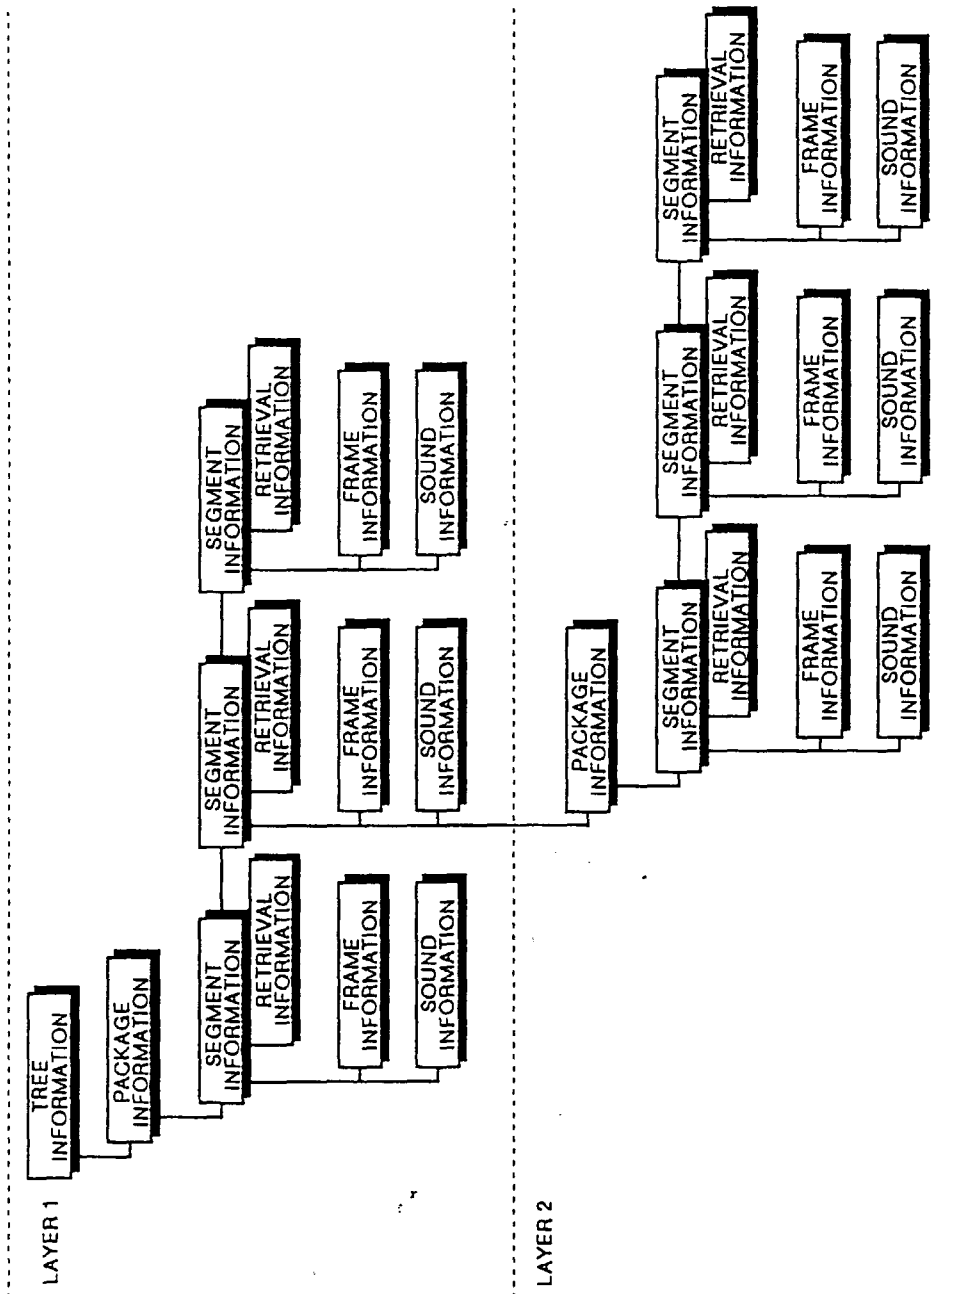 LAYER 1
TREE
INFORMATION
PACKAGE
INFORMATION
SEGMENT
INFORMATION
RETRIEVAL
INFORMATION
FRAME
INFORMATION
SOUND
INFORMATION
SEGMENT
INFORMATION
RETRIEVAL
INFORMATION
FRAME
INFORMATION
SOUND
INFORMATION
SEGMENT
INFORMATION
RETRIEVAL
INFORMATION
FRAME
INFORMATION
SOUND
INFORMATION
LAYER 2
PACKAGE
INFORMATION
SEGMENT
INFORMATION
RETRIEVAL
INFORMATION
FRAME
INFORMATION
SOUND
INFORMATION
SEGMENT
INFORMATION
RETRIEVAL
INFORMATION
FRAME
INFORMATION
SOUND
INFORMATION
SEGMENT
INFORMATION
RETRIEVAL
INFORMATION
FRAME
INFORMATION
SOUND
INFORMATION